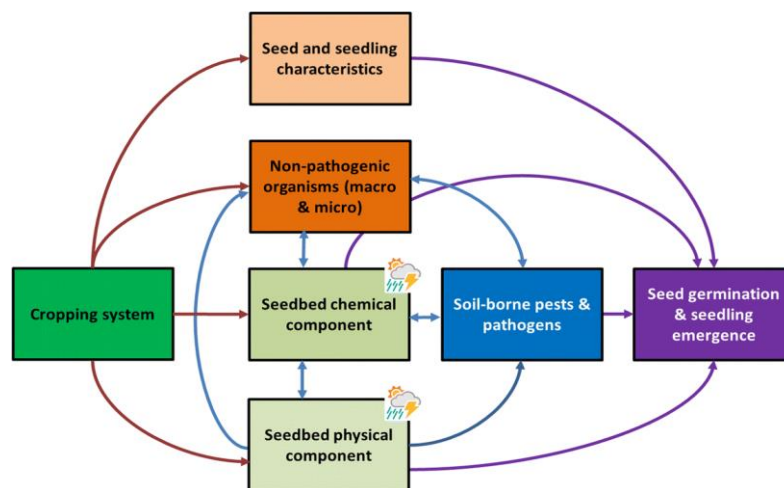 Seed and seedling
characteristics
Non-pathogenic
organisms (macro
& micro)
Cropping system
Seedbed chemical
component
Soil-borne pests &
pathogens
Seed germination
& seedling
emergence
Seedbed physical
component